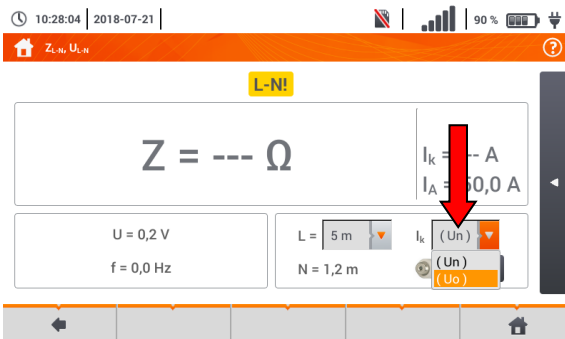 10:28:04 2018-07-21 90 %
ZL-N, UL-N
L-N!
Z = --- Ω
Ik = -- A
IA = 50,0 A
U = 0,2 V
f = 0,0 Hz
L = 5 m
N = 1,2 m
Ik (Un)
(Un)
(Uo)